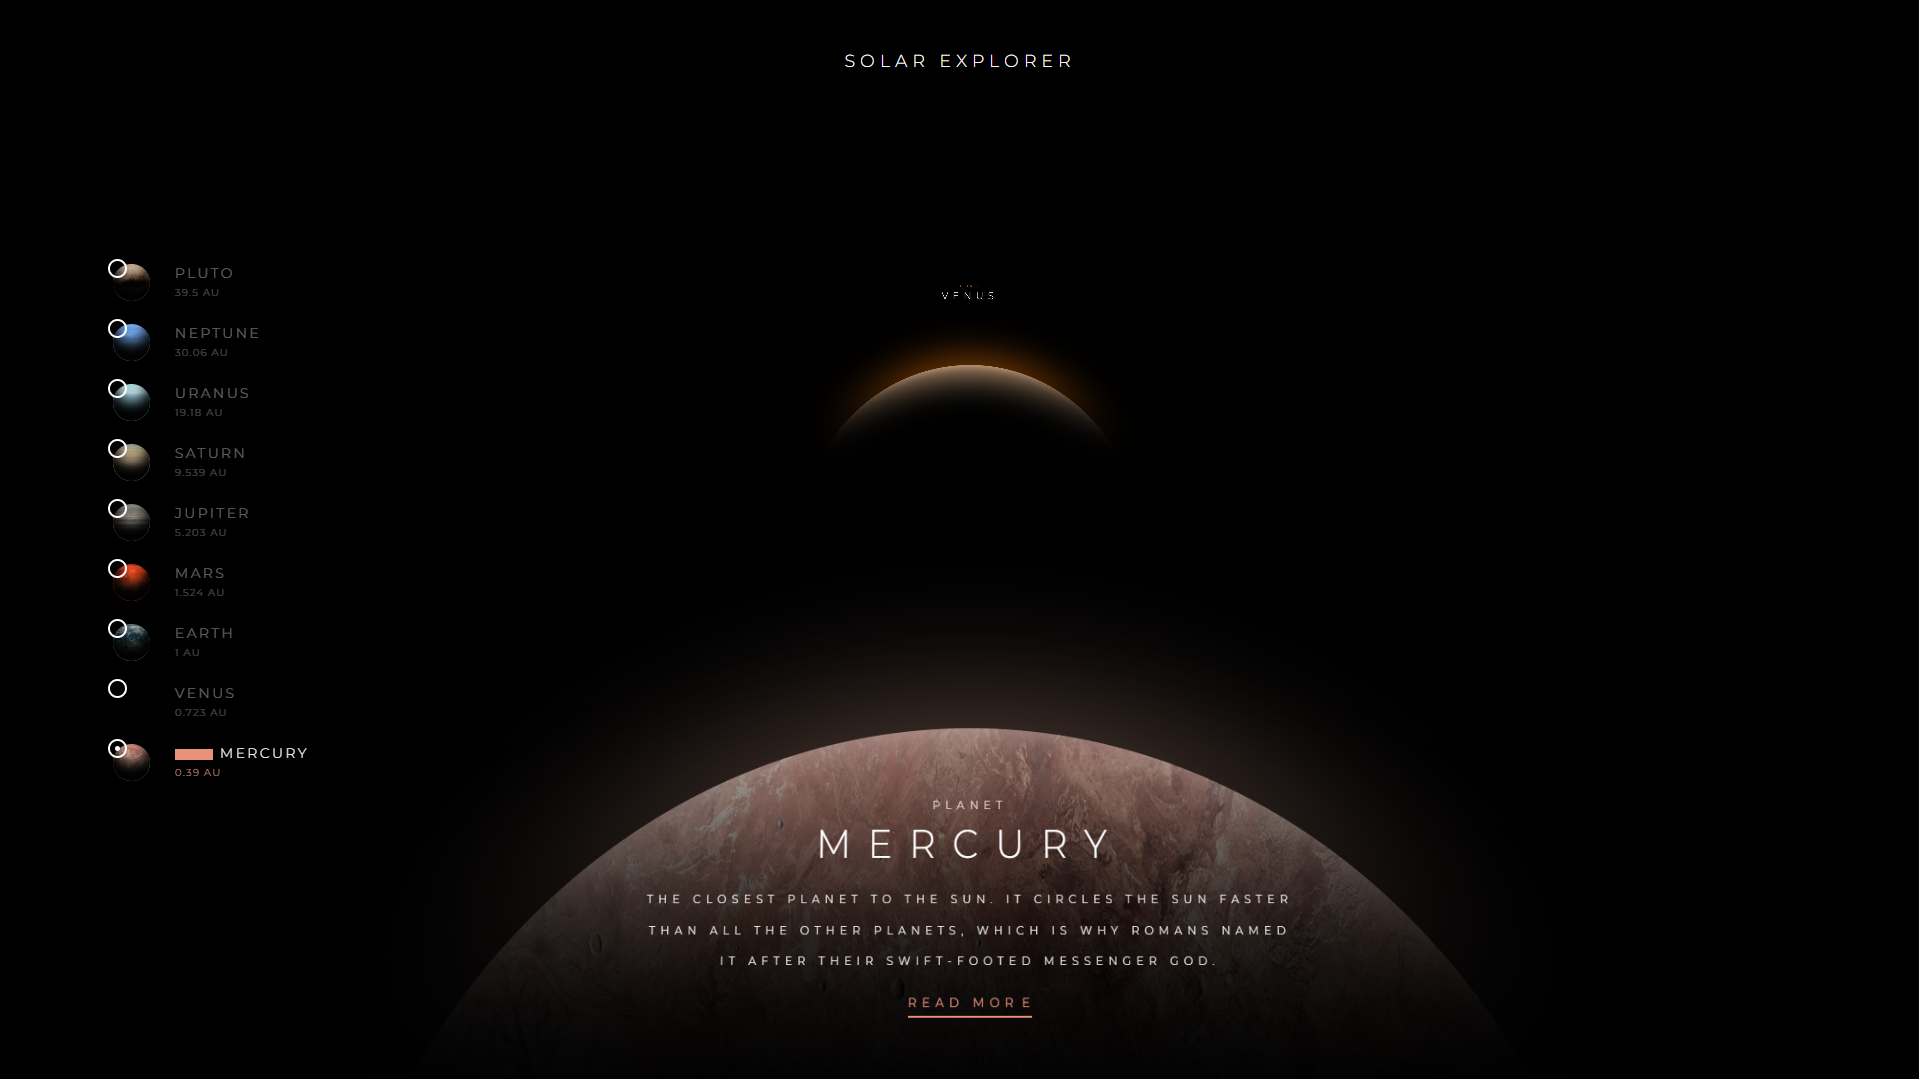 SOLAR EXPLORER
PLUTO
39.5 AU
NEPTUNE
30.06 AU
URANUS
19.18 AU
SATURN
9.539 AU
JUPITER
5.203 AU
MARS
1.524 AU
EARTH
1 AU
VENUS
0.723 AU
MERCURY
0.39 AU
VENUS
PLANET
MERCURY
THE CLOSEST PLANET TO THE SUN. IT CIRCLES THE SUN FASTER
THAN ALL THE OTHER PLANETS, WHICH IS WHY ROMANS NAMED
IT AFTER THEIR SWIFT-FOOTED MESSENGER GOD.
READ MORE